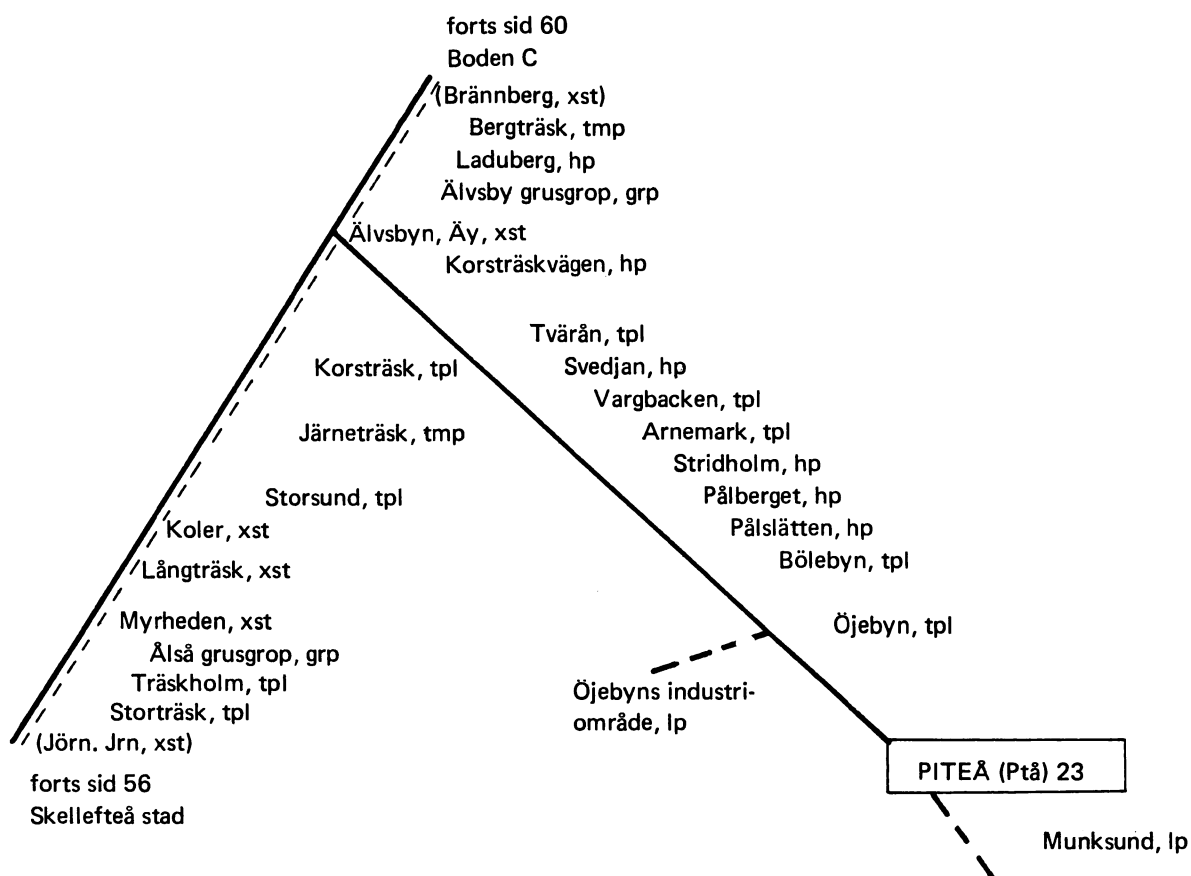 forts sid 60
Boden C
(Brännberg, xst)
Bergträsk, tmp
Laduberg, hp
Älvsby grusgrop, grp
Älvsbyn, Äy, xst
Korsträskvägen, hp
Tvärån, tpl
Korsträsk, tpl
Svedjan, hp
Vargbacken, tpl
Järneträsk, tmp
Arnemark, tpl
Stridholm, hp
Storsund, tpl
Pålberget, hp
Koler, xst
Pålslätten, hp
Långträsk, xst
Bölebyn, tpl
Myrheden, xst
Öjebyn, tpl
Ålså grusgrop, grp
Träskholm, tpl
Öjebyns industri-
område, lp
Storträsk, tpl
(Jörn. Jrn, xst)
PITEÅ (Ptå) 23
forts sid 56
Skellefteå stad
Munksund, lp